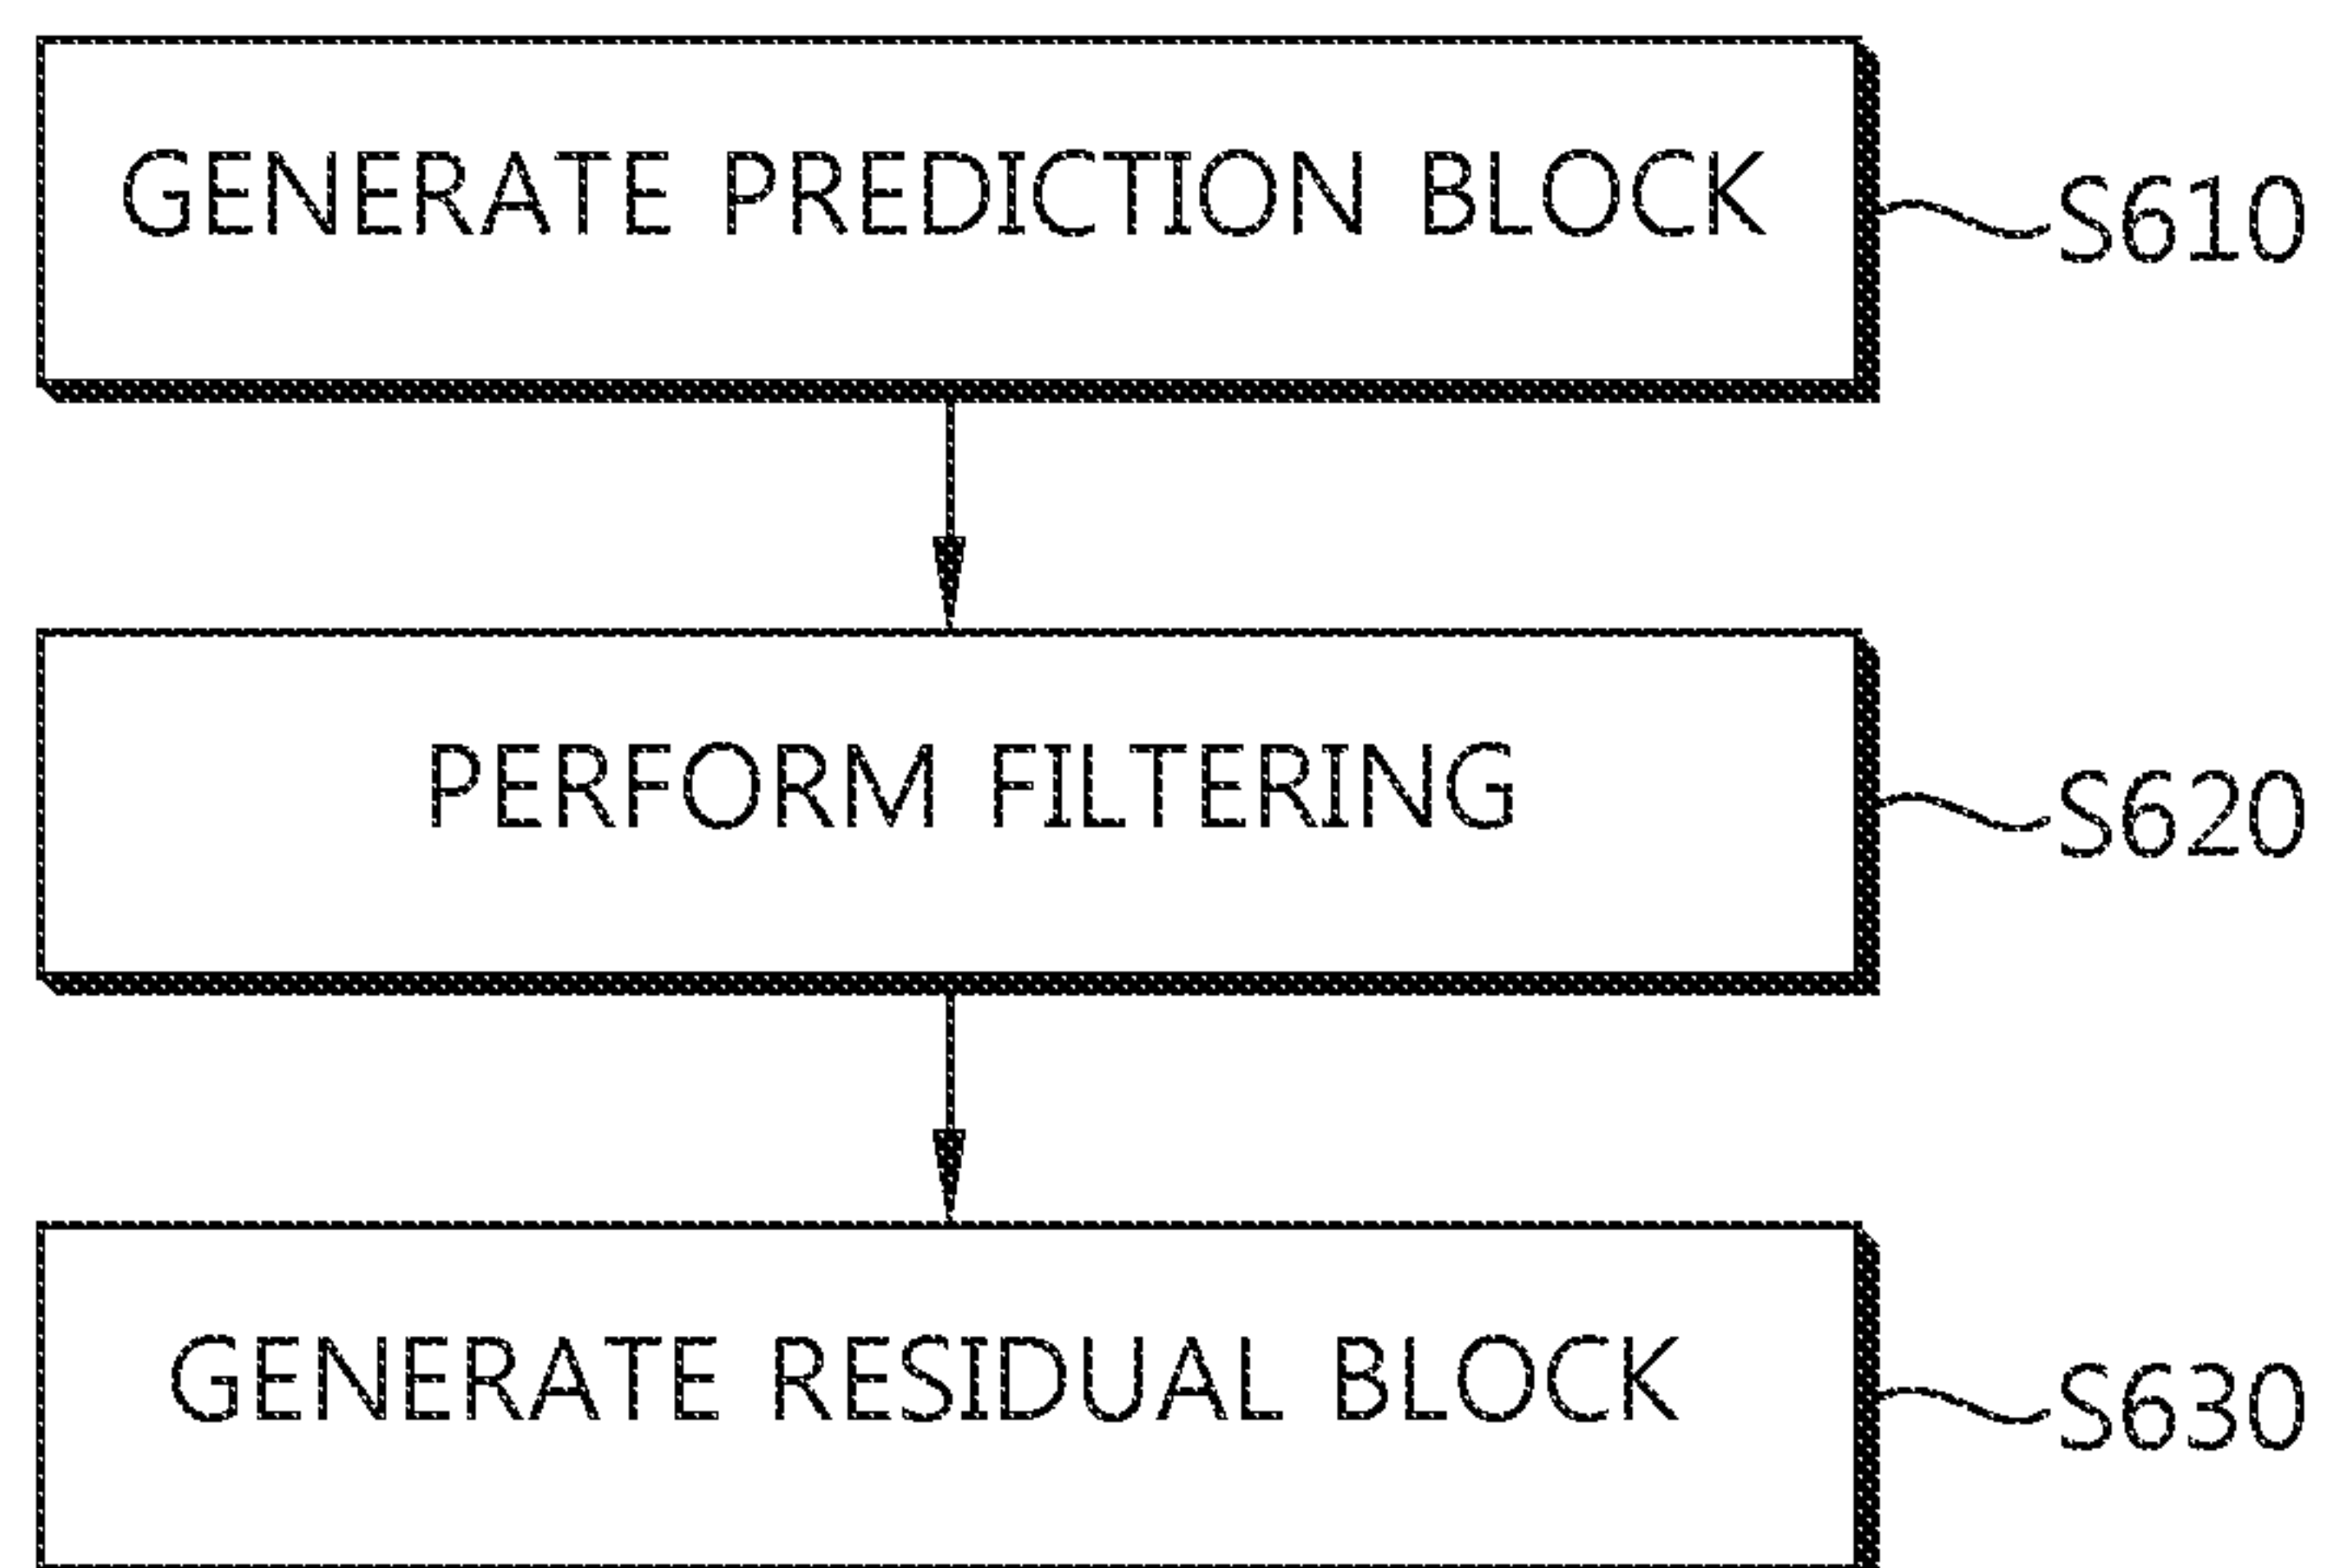 GENERATE PREDICTION BLOCK
S610
PERFORM FILTERING
S620
GENERATE RESIDUAL BLOCK
S630